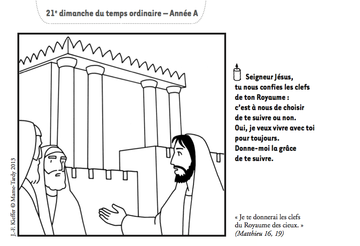 21e dimanche du temps ordinaire – Année A
Seigneur Jésus,
tu nous confies les clefs
de ton Royaume :
c'est à nous de choisir
de te suivre ou non.
Oui, je veux vivre avec toi
pour toujours.
Donne-moi la grâce
de te suivre.
« Je te donnerai les clefs
du Royaume des cieux. »
(Matthieu 16, 19)
J.-F. Kieffer © Mame-Tardy 2013